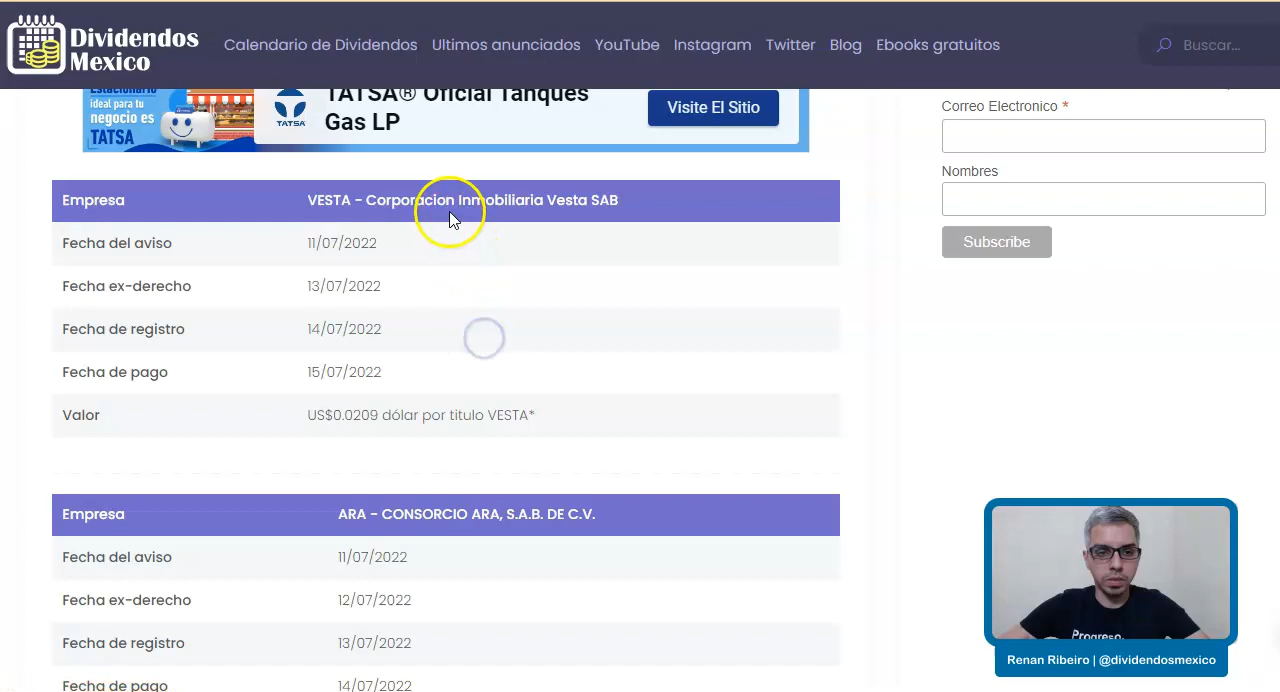 Dividendos
Mexico
Calendario de Dividendos Ultimos anunciados YouTube Instagram Twitter Blog Ebooks gratuitos
Buscar...
ideal para tu
negocio es
TATSA
TATSA
TATSA® Oficial Tanques
Gas LP
Visite El Sitio
Empresa VESTA - Corporacion Inmobiliaria Vesta SAB
Fecha del aviso 11/07/2022
Fecha ex-derecho 13/07/2022
Fecha de registro 14/07/2022
Fecha de pago 15/07/2022
Valor US$0.0209 dólar por titulo VESTA*
Empresa ARA - CONSORCIO ARA, S.A.B. DE C.V.
Fecha del aviso 11/07/2022
Fecha ex-derecho 12/07/2022
Fecha de registro 13/07/2022
Fecha de pago 14/07/2022
Correo Electronico *
Nombres
Subscribe
Progreso.
Renan Ribeiro | @dividendosmexico